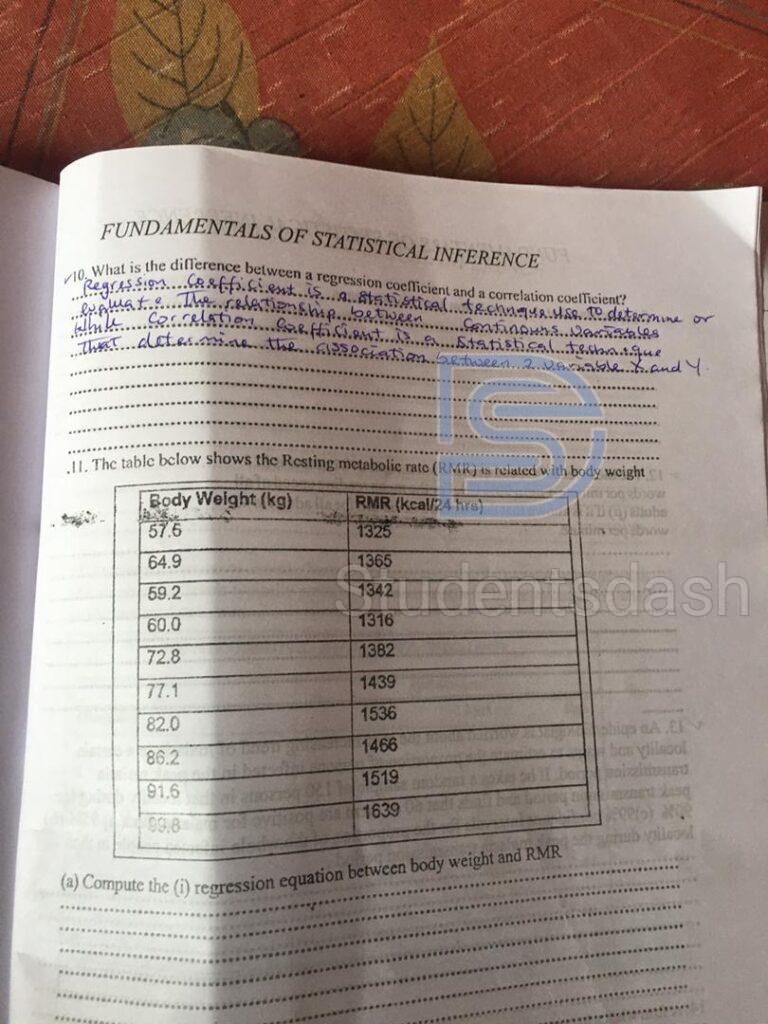 FUNDAMENTALS OF STATISTICAL INFERENCE
10. What is the difference between a regression coefficient and a correlation coefficient?
Regression Coefficient is a statistical technique use To determine or
evaluate The relationship between continous variables
While Correlation Coefficient is a statistical technique
That determine the association between 2 variable X and Y.
.11. The table below shows the Resting metabolic rate (RMR) is related with body weight
Body Weight (kg) RMR (kcal/24 hrs)
57.6 1325
64.9 1365
59.2 1342
60.0 1316
72.8 1382
77.1 1439
82.0 1536
86.2 1466
91.6 1519
99.8 1639
Studentsdash
(a) Compute the (i) regression equation between body weight and RMR